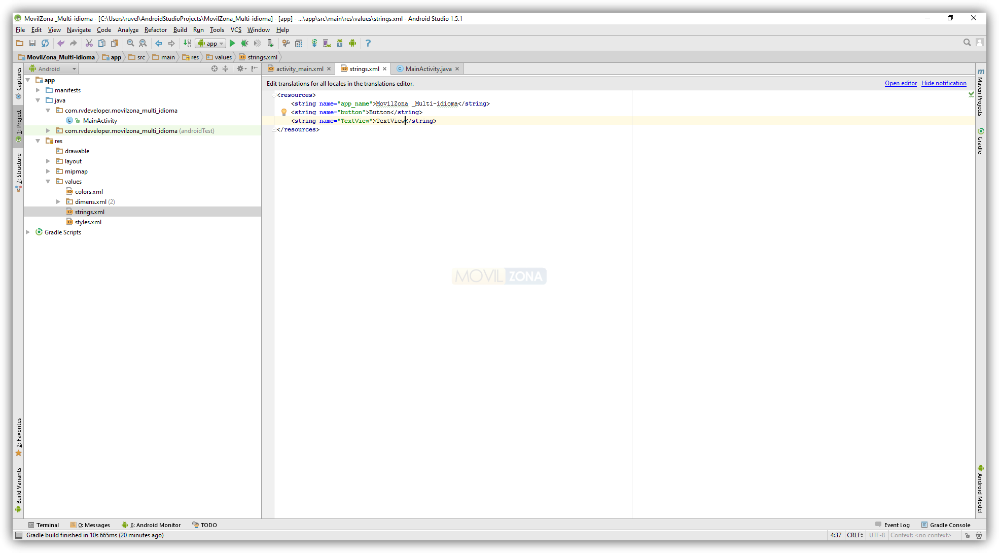 MovilZona _Multi-idioma - [C:\Users\ruvel\AndroidStudioProjects\MovilZona_Multi-idioma] - [app] - ...\app\src\main\res\values\strings.xml - Android Studio 1.5.1
File Edit View Navigate Code Analyze Refactor Build Run Tools VCS Window Help
app
MovilZona_Multi-idioma app src main res values strings.xml
Android
activity_main.xml strings.xml MainActivity.java
Edit translations for all locales in the translations editor.
Open editor Hide notification
Captures
1: Project
7: Structure
2: Favorites
Build Variants
app
manifests
java
com.rvdeveloper.movilzona_multi_idioma
MainActivity
com.rvdeveloper.movilzona_multi_idioma (androidTest)
res
drawable
layout
mipmap
values
colors.xml
dimens.xml (2)
strings.xml
styles.xml
Gradle Scripts
<resources>
<string name="app_name">MovilZona _Multi-idioma</string>
<string name="button">Button</string>
<string name="TextView">TextView</string>
</resources>
MOVIL ZONA
Maven Projects
Gradle
Android Model
Terminal 0: Messages 6: Android Monitor TODO
Event Log Gradle Console
Gradle build finished in 10s 665ms (20 minutes ago)
4:37 CRLF UTF-8 Context: <no context>